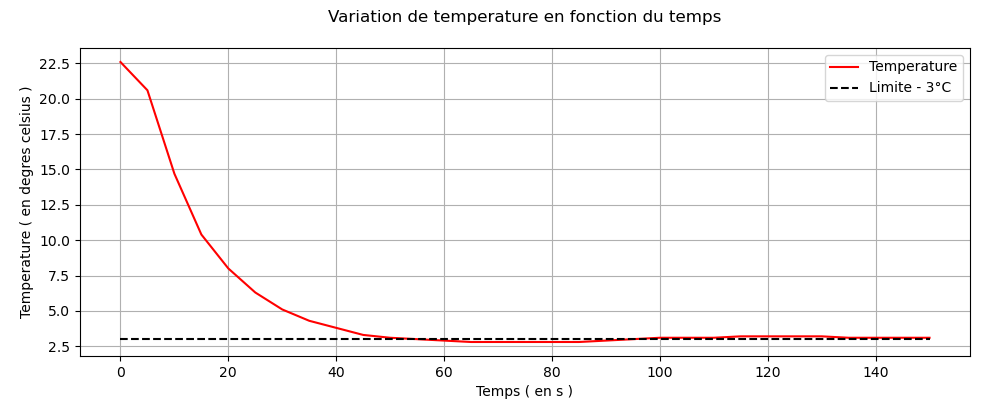 Variation de temperature en fonction du temps
Temperature
Limite - 3°C
Temperature ( en degres celsius )
22.5
20.0
17.5
15.0
12.5
10.0
7.5
5.0
2.5
0 20 40 60 80 100 120 140
Temps ( en s )